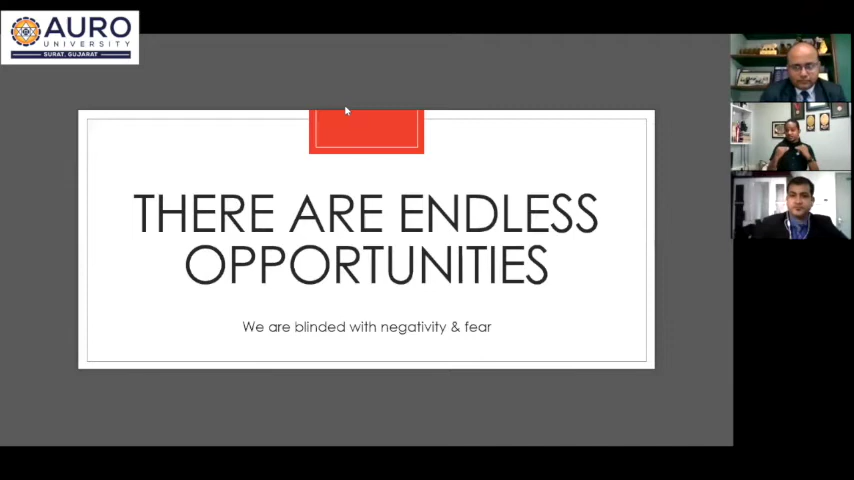 AURO
UNIVERSITY
SURAT, GUJARAT
THERE ARE ENDLESS
OPPORTUNITIES
We are blinded with negativity & fear